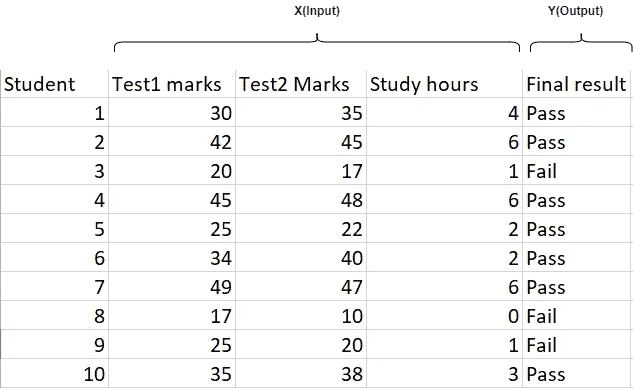 X(Input) Y(Output)
Student Test1 marks Test2 Marks Study hours Final result
1 30 35 4 Pass
2 42 45 6 Pass
3 20 17 1 Fail
4 45 48 6 Pass
5 25 22 2 Pass
6 34 40 2 Pass
7 49 47 6 Pass
8 17 10 0 Fail
9 25 20 1 Fail
10 35 38 3 Pass